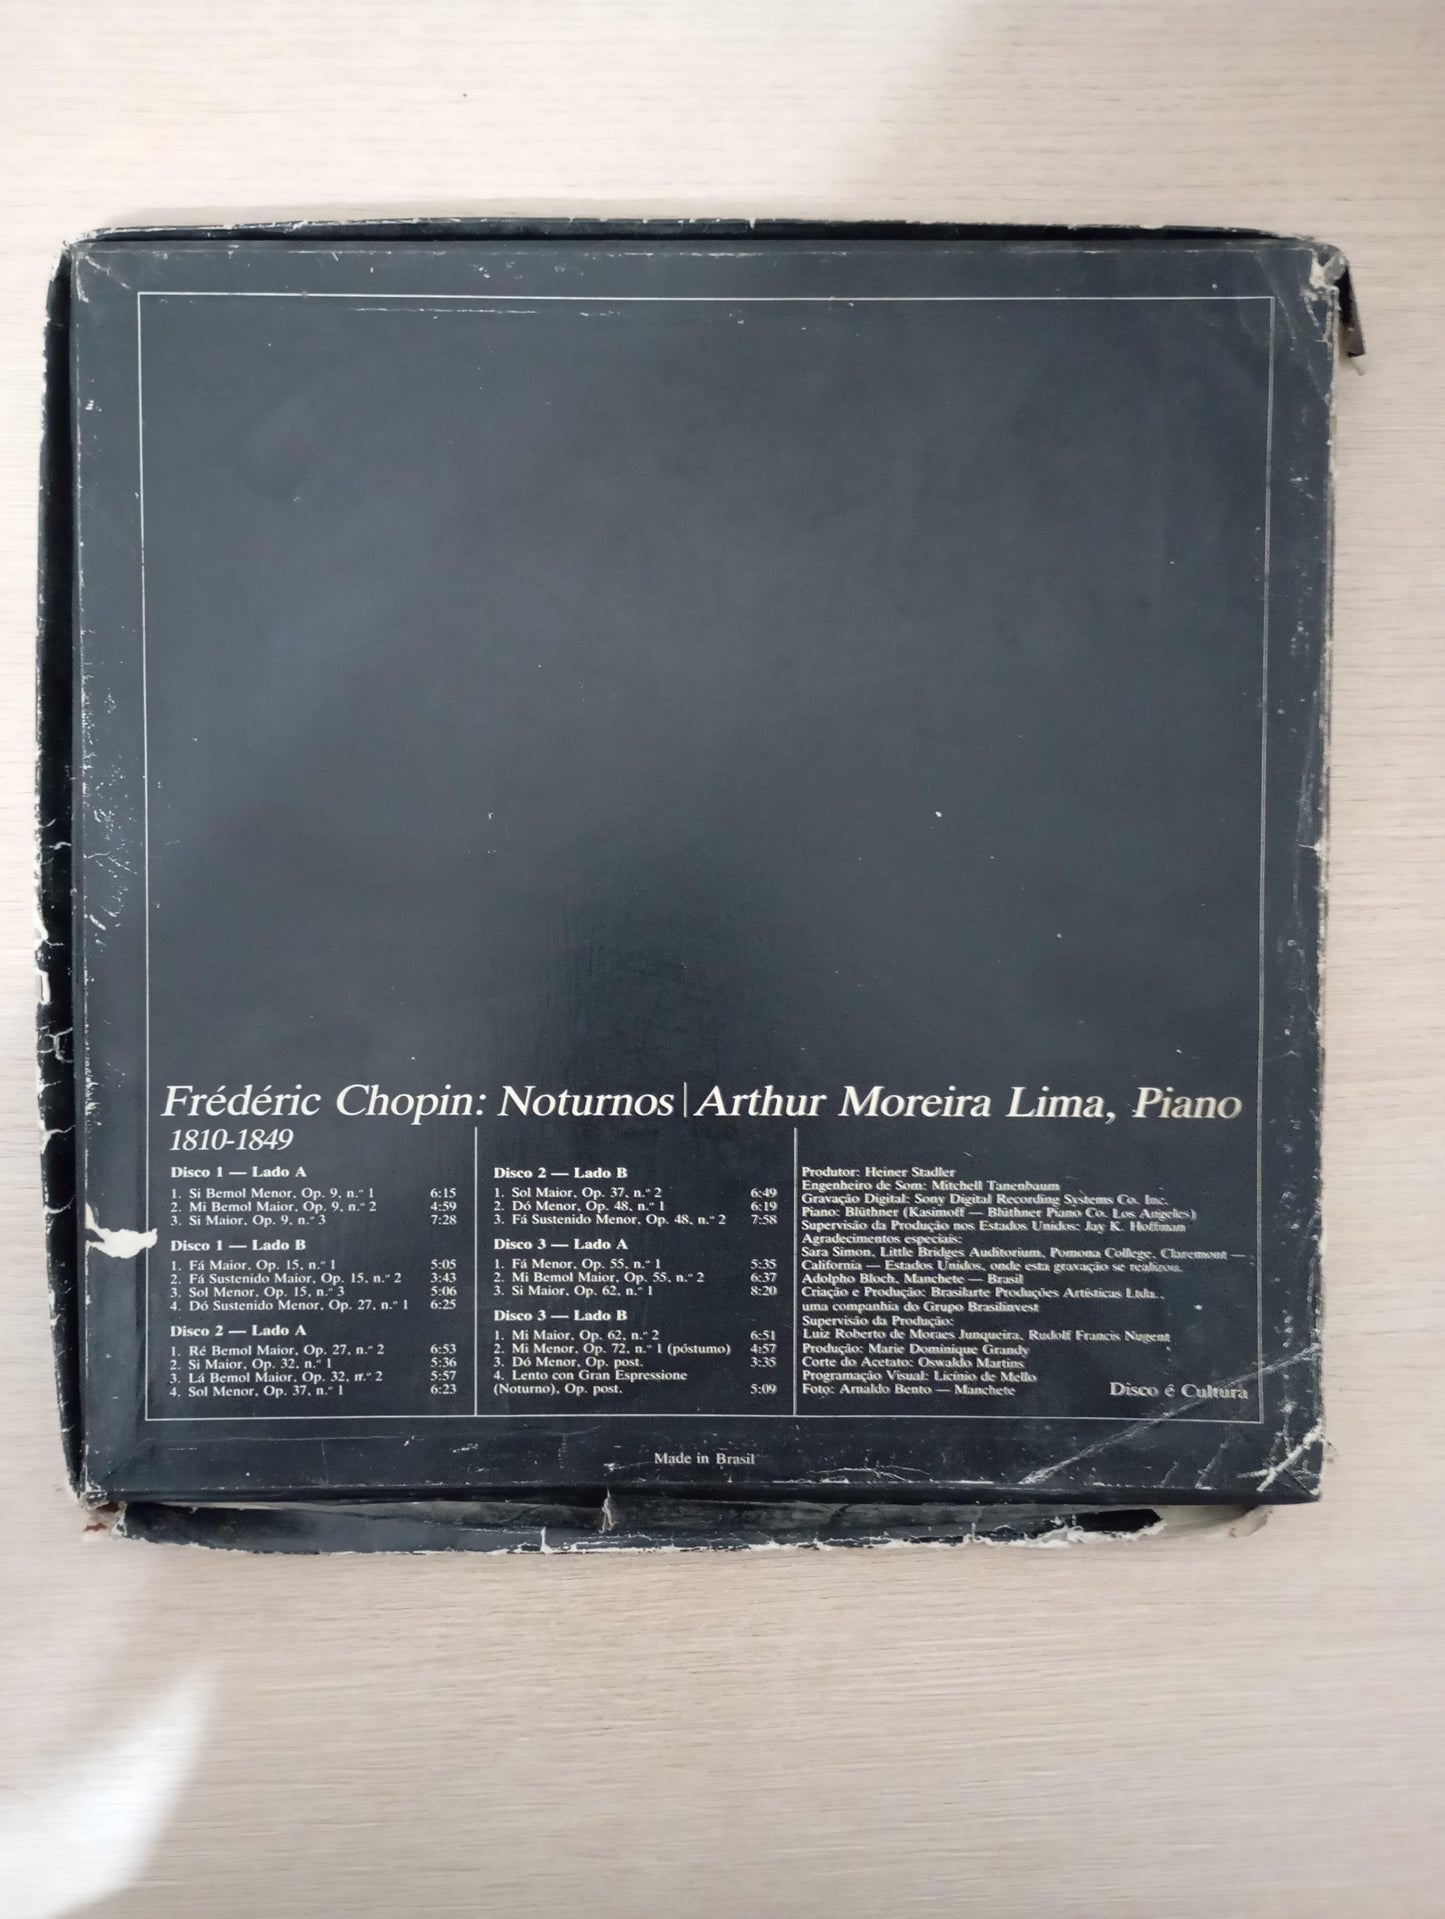 Frédéric Chopin: Noturnos | Arthur Moreira Lima, Piano
1810-1849
Disco 1 — Lado A
1. Si Bemol Menor, Op. 9, n.º 1 6:15
2. Mi Bemol Maior, Op. 9, n.º 2 4:59
3. Si Maior, Op. 9, n.º 3 7:28
Disco 1 — Lado B
1. Fá Maior, Op. 15, n.º 1 5:05
2. Fá Sustenido Maior, Op. 15, n.º 2 3:43
3. Sol Menor, Op. 15, n.º 3 5:06
4. Dó Sustenido Menor, Op. 27, n.º 1 6:25
Disco 2 — Lado A
1. Ré Bemol Maior, Op. 27, n.º 2 6:53
2. Si Maior, Op. 32, n.º 1 5:36
3. Lá Bemol Maior, Op. 32, n.º 2 5:57
4. Sol Menor, Op. 37, n.º 1 6:23
Disco 2 — Lado B
1. Sol Maior, Op. 37, n.º 2 6:49
2. Dó Menor, Op. 48, n.º 1 6:19
3. Fá Sustenido Menor, Op. 48, n.º 2 7:58
Disco 3 — Lado A
1. Fá Menor, Op. 55, n.º 1 5:35
2. Mi Bemol Maior, Op. 55, n.º 2 6:37
3. Si Maior, Op. 62, n.º 1 8:20
Disco 3 — Lado B
1. Mi Maior, Op. 62, n.º 2 6:51
2. Mi Menor, Op. 72, n.º 1 (póstumo) 4:57
3. Dó Menor, Op. post. 3:35
4. Lento con Gran Espressione
(Noturno), Op. post. 5:09
Produtor: Heiner Stadler
Engenheiro de Som: Mitchell Tanenbaum
Gravação Digital: Sony Digital Recording Systems Co. Inc.
Piano: Blüthner (Kasimoff — Blüthner Piano Co. Los Angeles)
Supervisão da Produção nos Estados Unidos: Jay K. Hoffman
Agradecimentos especiais:
Sara Simon, Little Bridges Auditorium, Pomona College, Claremont —
California — Estados Unidos, onde esta gravação se realizou.
Adolpho Bloch, Manchete — Brasil
Criação e Produção: Brasilarte Produções Artísticas Ltda.,
uma companhia do Grupo Brasilinvest
Supervisão da Produção:
Luiz Roberto de Moraes Junqueira, Rudolf Francis Nugent
Produção: Marie Dominique Grandy
Corte do Acetato: Oswaldo Martins
Programação Visual: Licínio de Mello
Foto: Arnaldo Bento — Manchete
Disco é Cultura
Made in Brasil